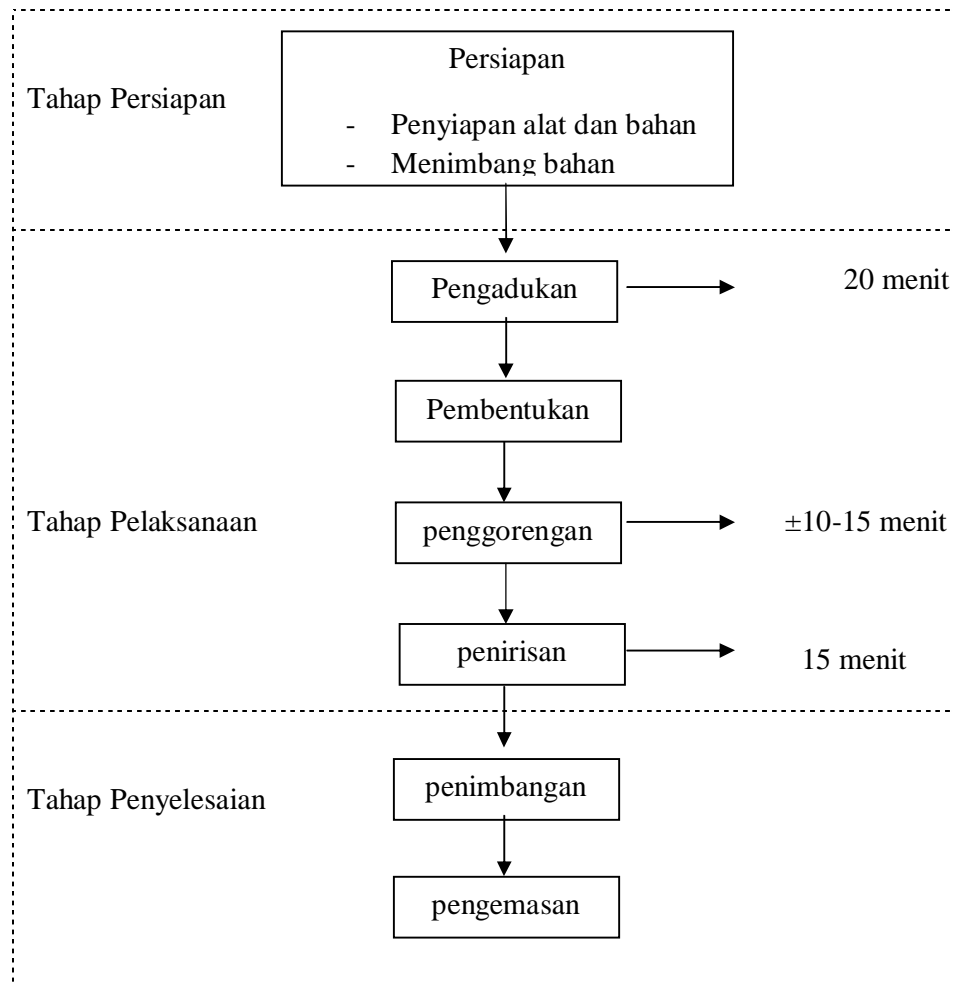 Persiapan
Tahap Persiapan
- Penyiapan alat dan bahan
- Menimbang bahan
Pengadukan
20 menit
Pembentukan
Tahap Pelaksanaan
penggorengan
±10-15 menit
penirisan
15 menit
penimbangan
Tahap Penyelesaian
pengemasan